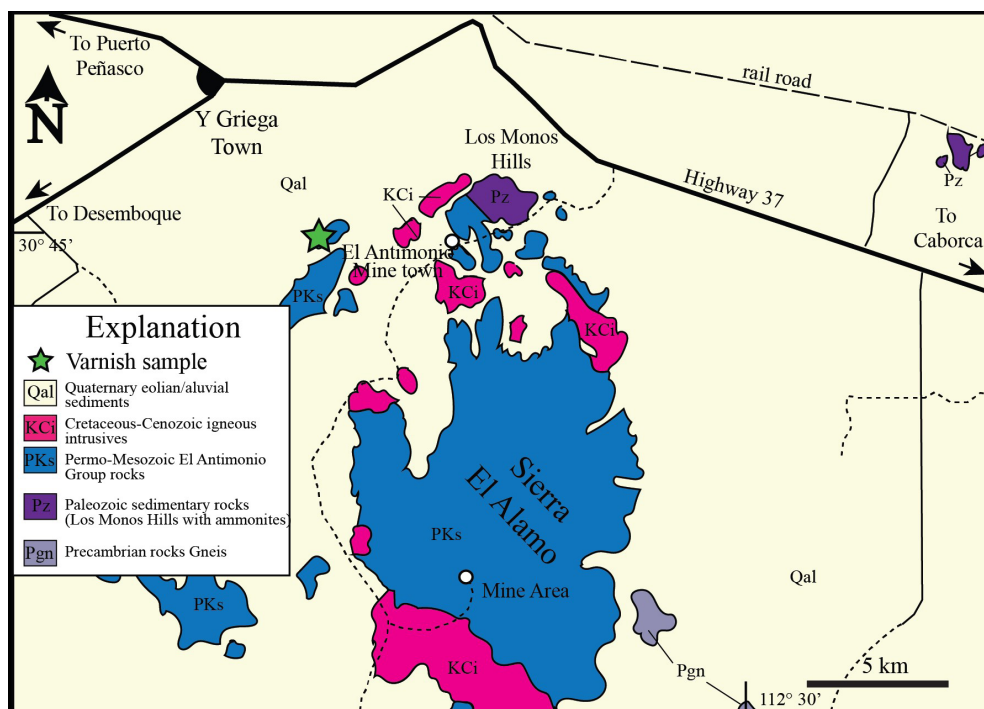 To Puerto
Peñasco
N
Y Griega
Town
rail road
Los Monos
Hills
Qal
KCi
Pz
Pz
Highway 37
To Desemboque
To
Caborca
30° 45'
El Antimonio
Mine town
PKs
KCi
KCi
Explanation
Varnish sample
Qal Quaternary eolian/aluvial
sediments
KCi Cretaceous-Cenozoic igneous
intrusives
PKs Permo-Mesozoic El Antimonio
Group rocks
Pz Paleozoic sedimentary rocks
(Los Monos Hills with ammonites)
Pgn Precambrian rocks Gneis
Sierra
El Alamo
PKs
Mine Area
Qal
PKs
KCi
Pgn
5 km
112° 30'